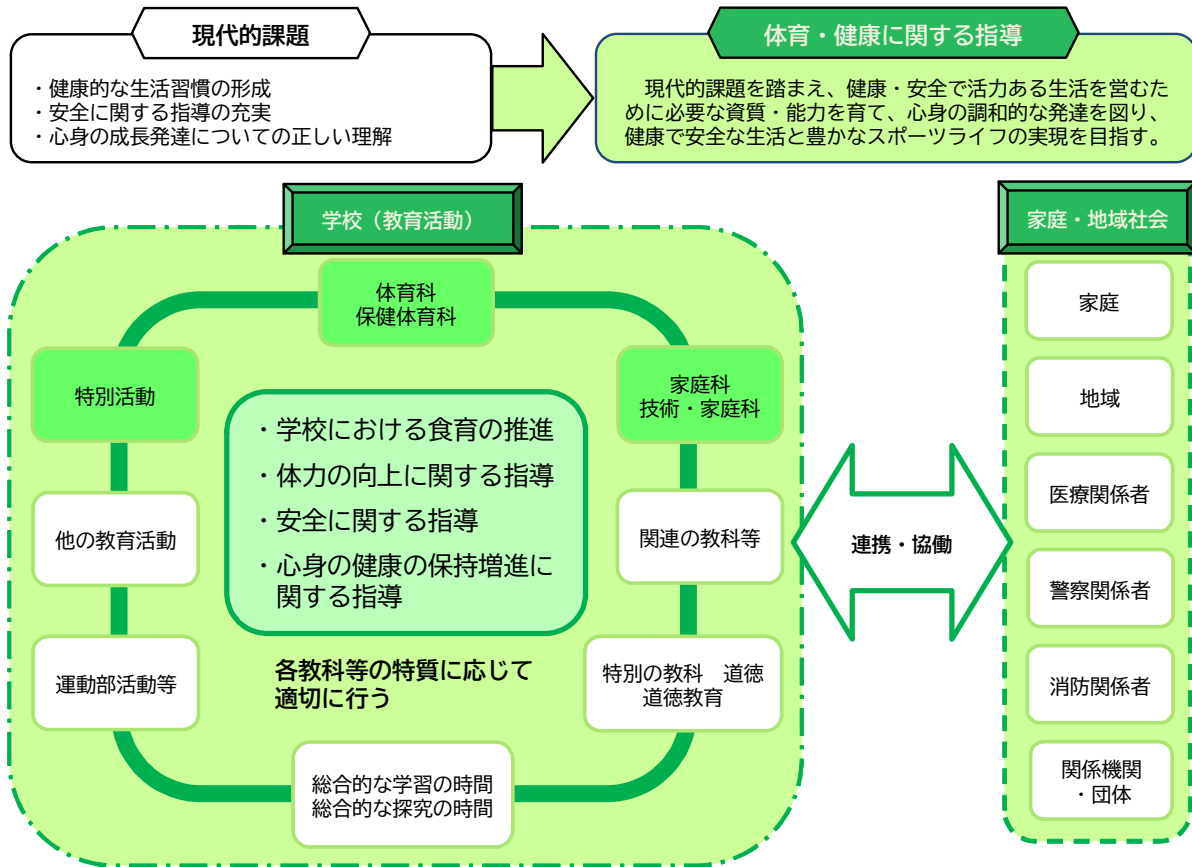 現代的課題
・健康的な生活習慣の形成
・安全に関する指導の充実
・心身の成長発達についての正しい理解
体育・健康に関する指導
現代的課題を踏まえ、健康・安全で活力ある生活を営むた
めに必要な資質・能力を育て、心身の調和的な発達を図り、
健康で安全な生活と豊かなスポーツライフの実現を目指す。
学校（教育活動）
体育科
保健体育科
特別活動
家庭科
技術・家庭科
・学校における食育の推進
・体力の向上に関する指導
・安全に関する指導
・心身の健康の保持増進に
関する指導
他の教育活動
関連の教科等
運動部活動等
各教科等の特質に応じて
適切に行う
特別の教科　道徳
道徳教育
総合的な学習の時間
総合的な探究の時間
連携・協働
家庭・地域社会
家庭
地域
医療関係者
警察関係者
消防関係者
関係機関
・団体